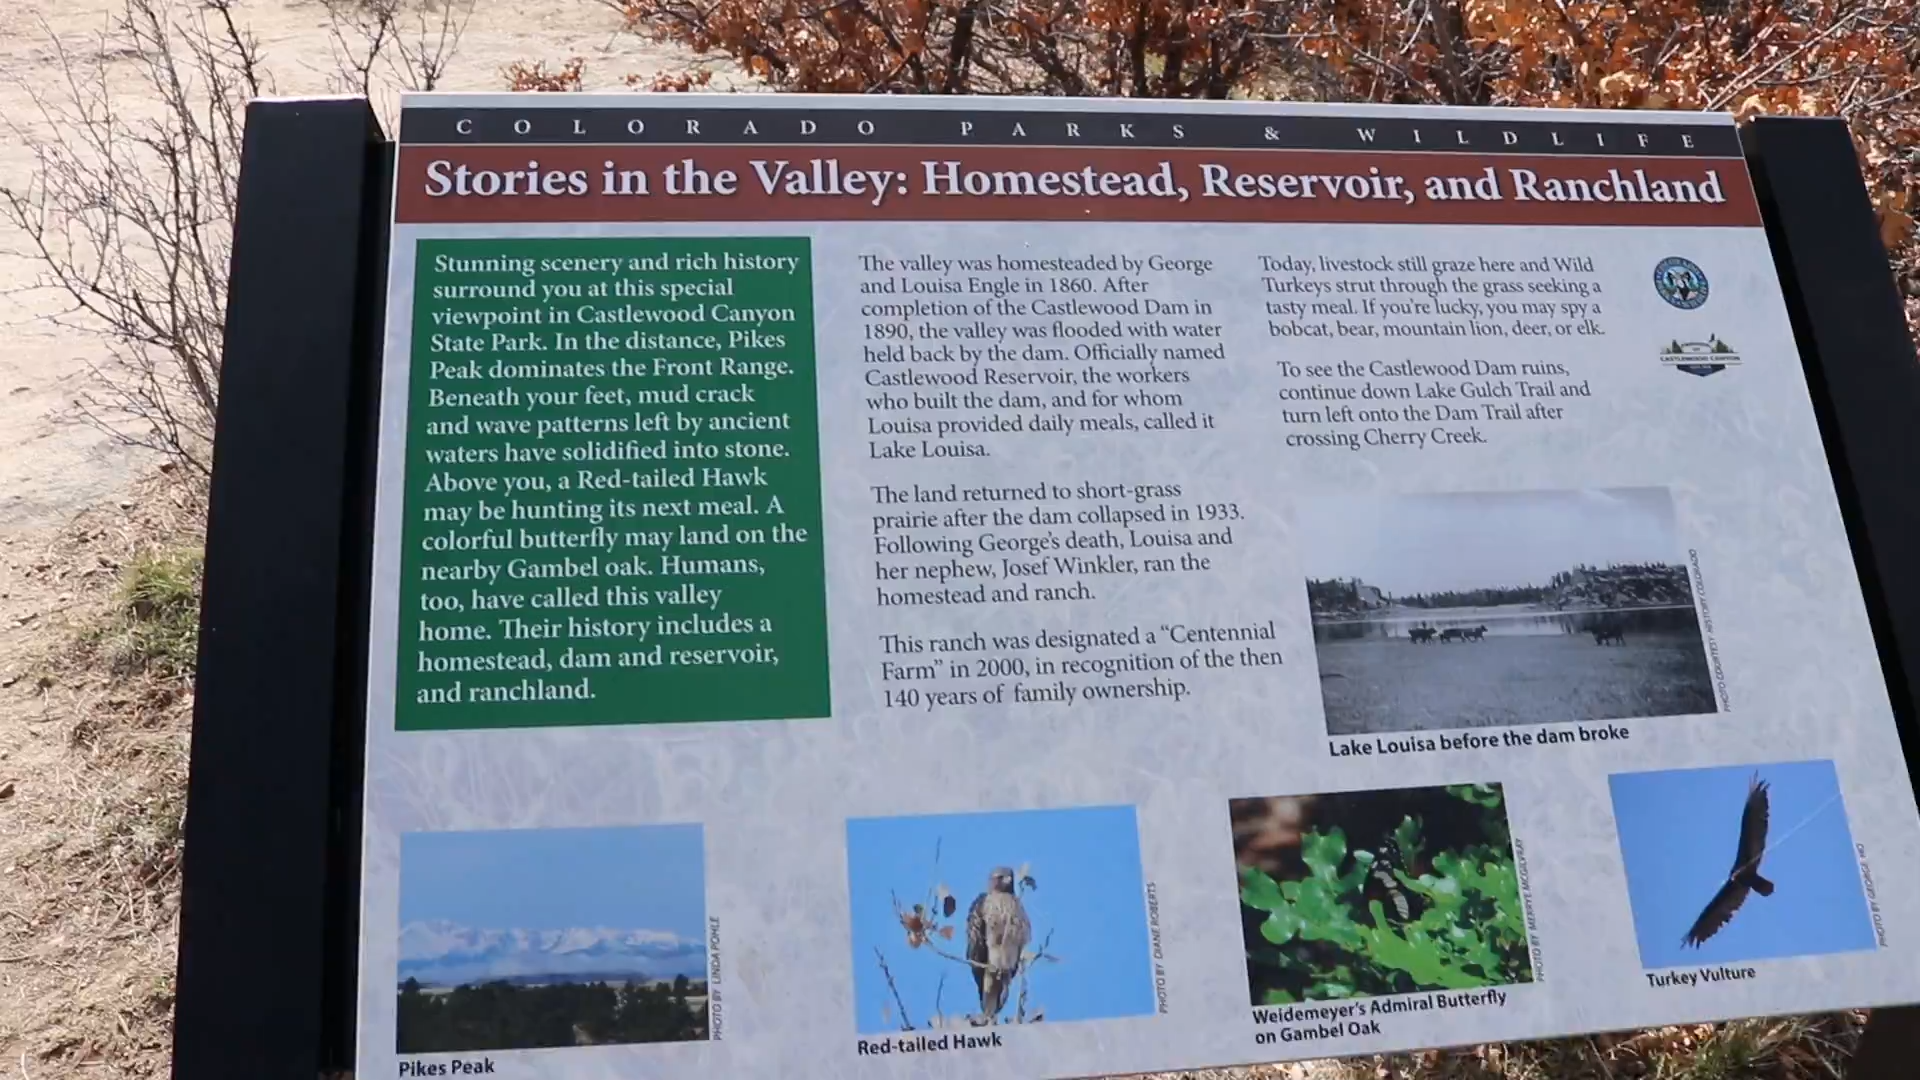 COLORADO PARKS & WILDLIFE
Stories in the Valley: Homestead, Reservoir, and Ranchland
Stunning scenery and rich history
surround you at this special
viewpoint in Castlewood Canyon
State Park. In the distance, Pikes
Peak dominates the Front Range.
Beneath your feet, mud crack
and wave patterns left by ancient
waters have solidified into stone.
Above you, a Red-tailed Hawk
may be hunting its next meal. A
colorful butterfly may land on the
nearby Gambel oak. Humans,
too, have called this valley
home. Their history includes a
homestead, dam and reservoir,
and ranchland.
The valley was homesteaded by George
and Louisa Engle in 1860. After
completion of the Castlewood Dam in
1890, the valley was flooded with water
held back by the dam. Officially named
Castlewood Reservoir, the workers
who built the dam, and for whom
Louisa provided daily meals, called it
Lake Louisa.
The land returned to short-grass
prairie after the dam collapsed in 1933.
Following George's death, Louisa and
her nephew, Josef Winkler, ran the
homestead and ranch.
This ranch was designated a “Centennial
Farm” in 2000, in recognition of the then
140 years of family ownership.
Today, livestock still graze here and Wild
Turkeys strut through the grass seeking a
tasty meal. If you're lucky, you may spy a
bobcat, bear, mountain lion, deer, or elk.
To see the Castlewood Dam ruins,
continue down Lake Gulch Trail and
turn left onto the Dam Trail after
crossing Cherry Creek.
CASTLEWOOD CANYON
PHOTO COURTESY HISTORY COLORADO
Lake Louisa before the dam broke
PHOTO BY LINDA POHLE
Pikes Peak
PHOTO BY DIANE ROBERTS
Red-tailed Hawk
PHOTO BY MERRYE MCGILVRAY
Weidemeyer's Admiral Butterfly
on Gambel Oak
PHOTO BY GEORGE HO
Turkey Vulture